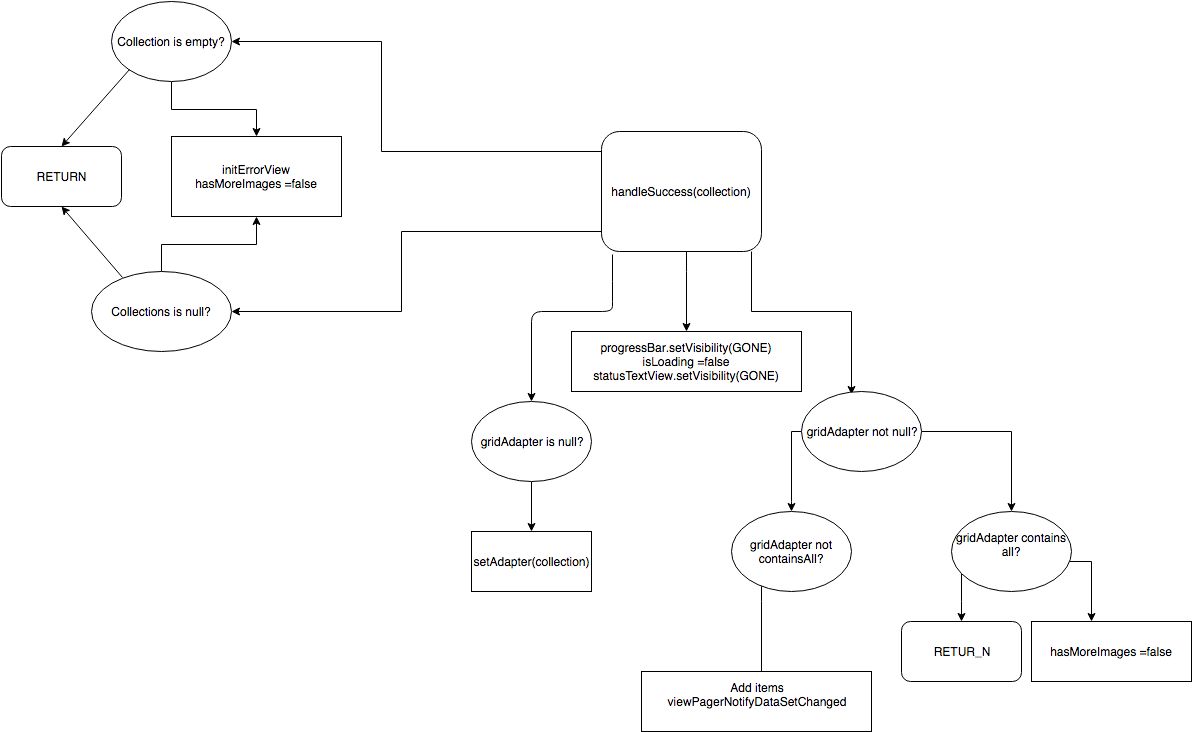 Collection is empty?
RETURN
initErrorView
hasMoreImages =false
handleSuccess(collection)
Collections is null?
progressBar.setVisibility(GONE)
isLoading =false
statusTextView.setVisibility(GONE)
gridAdapter is null?
gridAdapter not null?
setAdapter(collection)
gridAdapter not
containsAll?
gridAdapter contains
all?
RETUR_N
hasMoreImages =false
Add items
viewPagerNotifyDataSetChanged